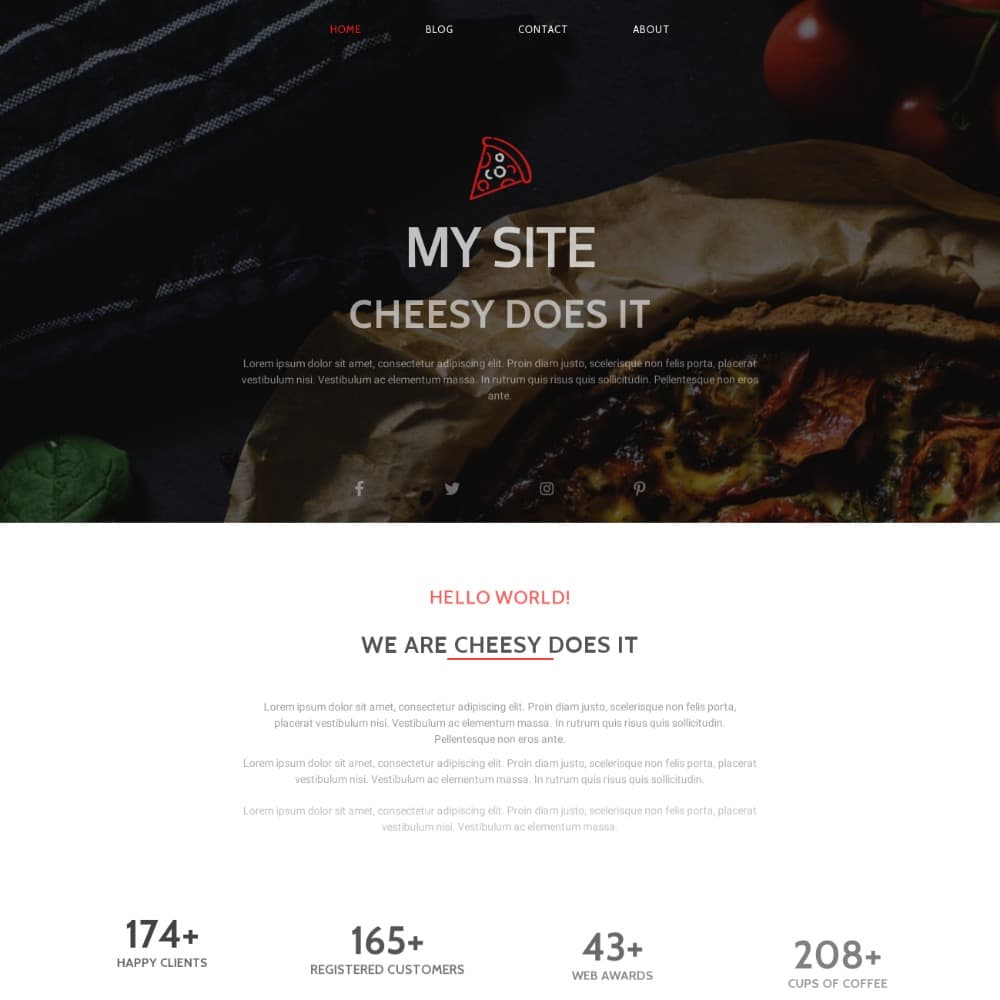 HOME BLOG CONTACT ABOUT
MY SITE
CHEESY DOES IT
Lorem ipsum dolor sit amet, consectetur adipiscing elit. Proin diam justo, scelerisque non felis porta, placerat
vestibulum nisi. Vestibulum ac elementum massa. In rutrum quis risus quis sollicitudin. Pellentesque non eros
ante.
HELLO WORLD!
WE ARE CHEESY DOES IT
Lorem ipsum dolor sit amet, consectetur adipiscing elit. Proin diam justo, scelerisque non felis porta,
placerat vestibulum nisi. Vestibulum ac elementum massa. In rutrum quis risus quis sollicitudin.
Pellentesque non eros ante.
Lorem ipsum dolor sit amet, consectetur adipiscing elit. Proin diam justo, scelerisque non felis porta, placerat
vestibulum nisi. Vestibulum ac elementum massa. In rutrum quis risus quis sollicitudin.
Lorem ipsum dolor sit amet, consectetur adipiscing elit. Proin diam justo, scelerisque non felis porta, placerat
vestibulum nisi. Vestibulum ac elementum massa.
174+
HAPPY CLIENTS
165+
REGISTERED CUSTOMERS
43+
WEB AWARDS
208+
CUPS OF COFFEE